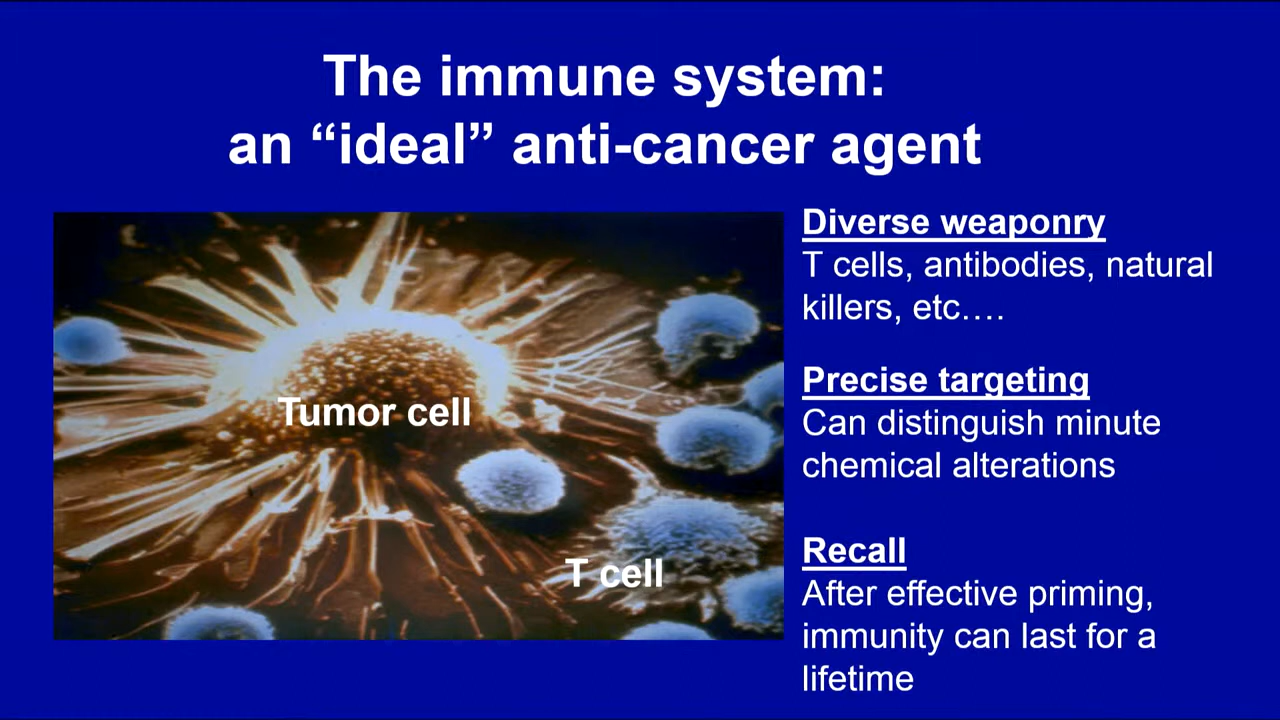 The immune system:
an “ideal” anti-cancer agent
Tumor cell
T cell
Diverse weaponry
T cells, antibodies, natural
killers, etc….
Precise targeting
Can distinguish minute
chemical alterations
Recall
After effective priming,
immunity can last for a
lifetime